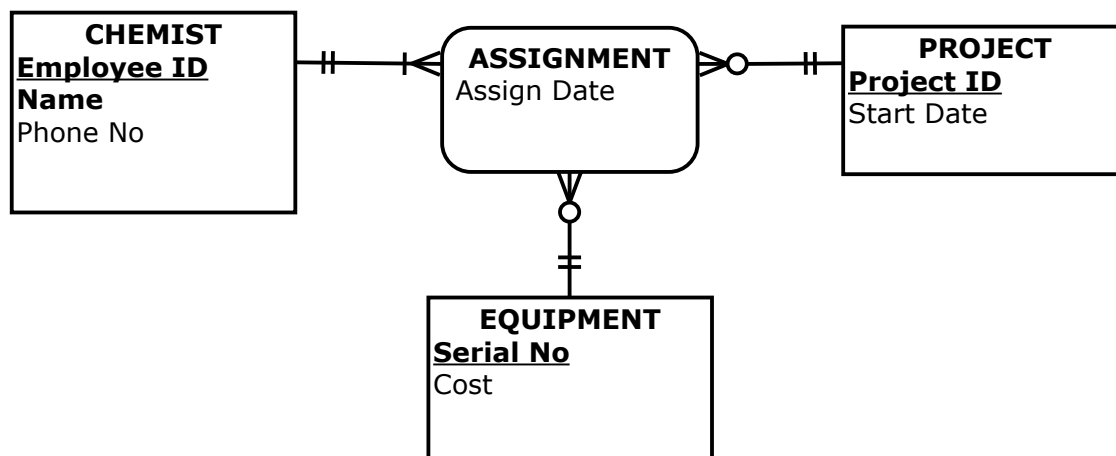 CHEMIST
Employee ID
Name
Phone No
ASSIGNMENT
Assign Date
PROJECT
Project ID
Start Date
EQUIPMENT
Serial No
Cost